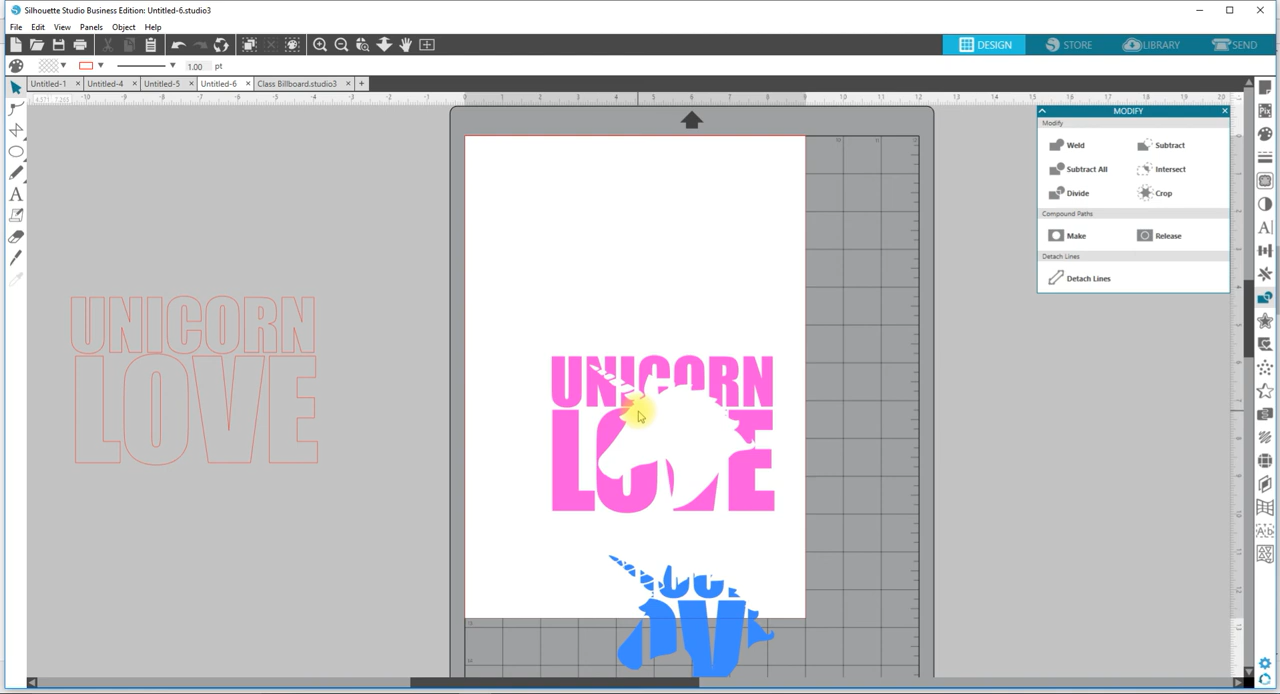 Silhouette Studio Business Edition: Untitled-6.studio3
File Edit View Panels Object Help
DESIGN STORE LIBRARY SEND
1.00 pt
Untitled-1 Untitled-4 Untitled-5 Untitled-6 Class Billboard.studio3
MODIFY
Modify
Weld Subtract
Subtract All Intersect
Divide Crop
Compound Paths
Make Release
Detach Lines
Detach Lines
UNICORN
LOVE
UNICORN
LOVE